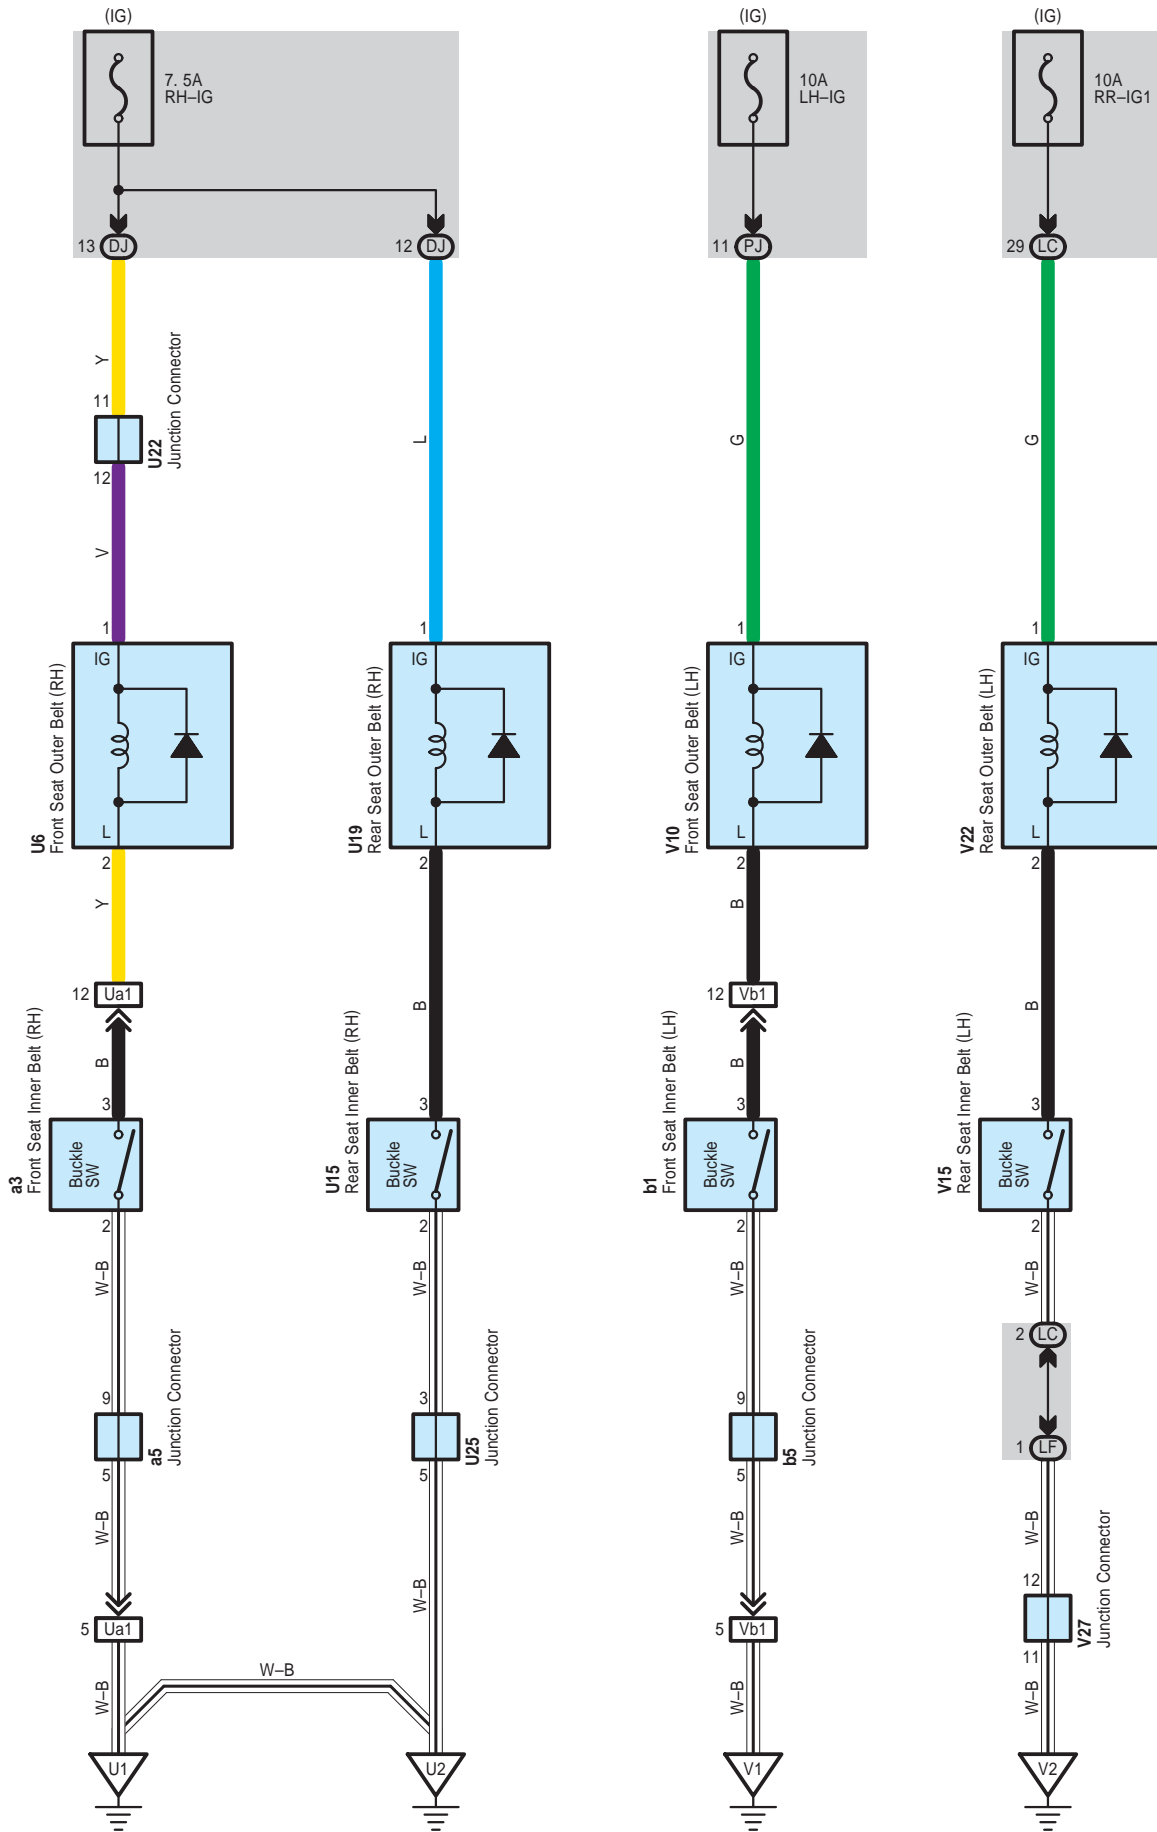 (IG)
(IG)
(IG)
7. 5A
RH–IG
10A
LH–IG
10A
RR–IG1
13 DJ
12 DJ
11 PJ
29 LC
Y
L
G
G
11
U22
Junction Connector
12
V
1
1
1
1
IG
IG
IG
IG
U6
Front Seat Outer Belt (RH)
U19
Rear Seat Outer Belt (RH)
V10
Front Seat Outer Belt (LH)
V22
Rear Seat Outer Belt (LH)
L
L
L
L
2
2
2
2
Y
B
B
B
12 Ua1
12 Vb1
B
B
3
3
3
3
a3
Front Seat Inner Belt (RH)
U15
Rear Seat Inner Belt (RH)
b1
Front Seat Inner Belt (LH)
V15
Rear Seat Inner Belt (LH)
Buckle
SW
Buckle
SW
Buckle
SW
Buckle
SW
2
2
2
2
W–B
W–B
W–B
W–B
2 LC
9
3
9
a5
Junction Connector
U25
Junction Connector
b5
Junction Connector
1 LF
5
5
5
W–B
W–B
W–B
W–B
12
V27
Junction Connector
11
5 Ua1
5 Vb1
W–B
W–B
W–B
W–B
U1
U2
V1
V2